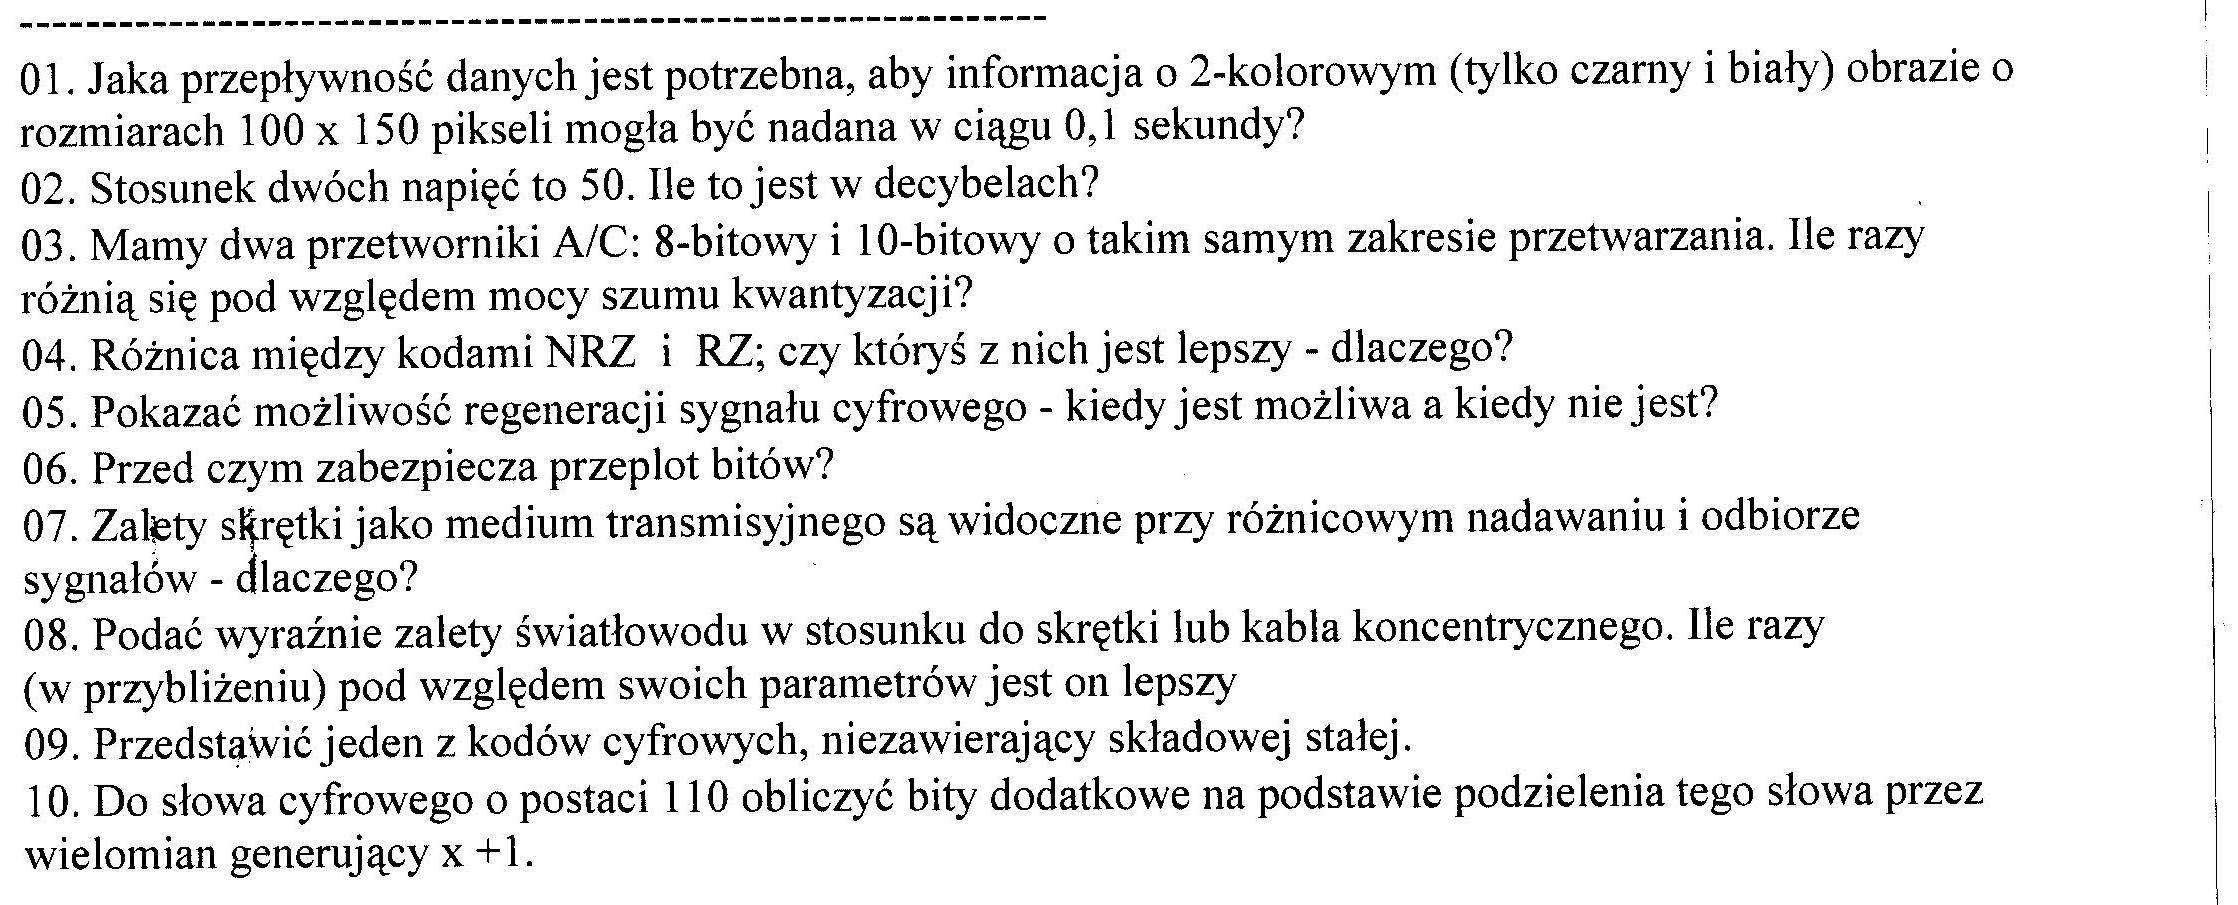 01. Jaka przepływność danych jest potrzebna, aby informacja o 2-kolorowym (tylko czarny i biały) obrazie o
rozmiarach 100 x 150 pikseli mogła być nadana w ciągu 0,1 sekundy?
02. Stosunek dwóch napięć to 50. Ile to jest w decybelach?
03. Mamy dwa przetworniki A/C: 8-bitowy i 10-bitowy o takim samym zakresie przetwarzania. Ile razy
różnią się pod względem mocy szumu kwantyzacji?
04. Różnica między kodami NRZ i RZ; czy któryś z nich jest lepszy - dlaczego?
05. Pokazać możliwość regeneracji sygnału cyfrowego - kiedy jest możliwa a kiedy nie jest?
06. Przed czym zabezpiecza przeplot bitów?
07. Zalety skrętki jako medium transmisyjnego są widoczne przy różnicowym nadawaniu i odbiorze
sygnałów - dlaczego?
08. Podać wyraźnie zalety światłowodu w stosunku do skrętki lub kabla koncentrycznego. Ile razy
(w przybliżeniu) pod względem swoich parametrów jest on lepszy
09. Przedstawić jeden z kodów cyfrowych, niezawierający składowej stałej.
10. Do słowa cyfrowego o postaci 110 obliczyć bity dodatkowe na podstawie podzielenia tego słowa przez
wielomian generujący x +1.